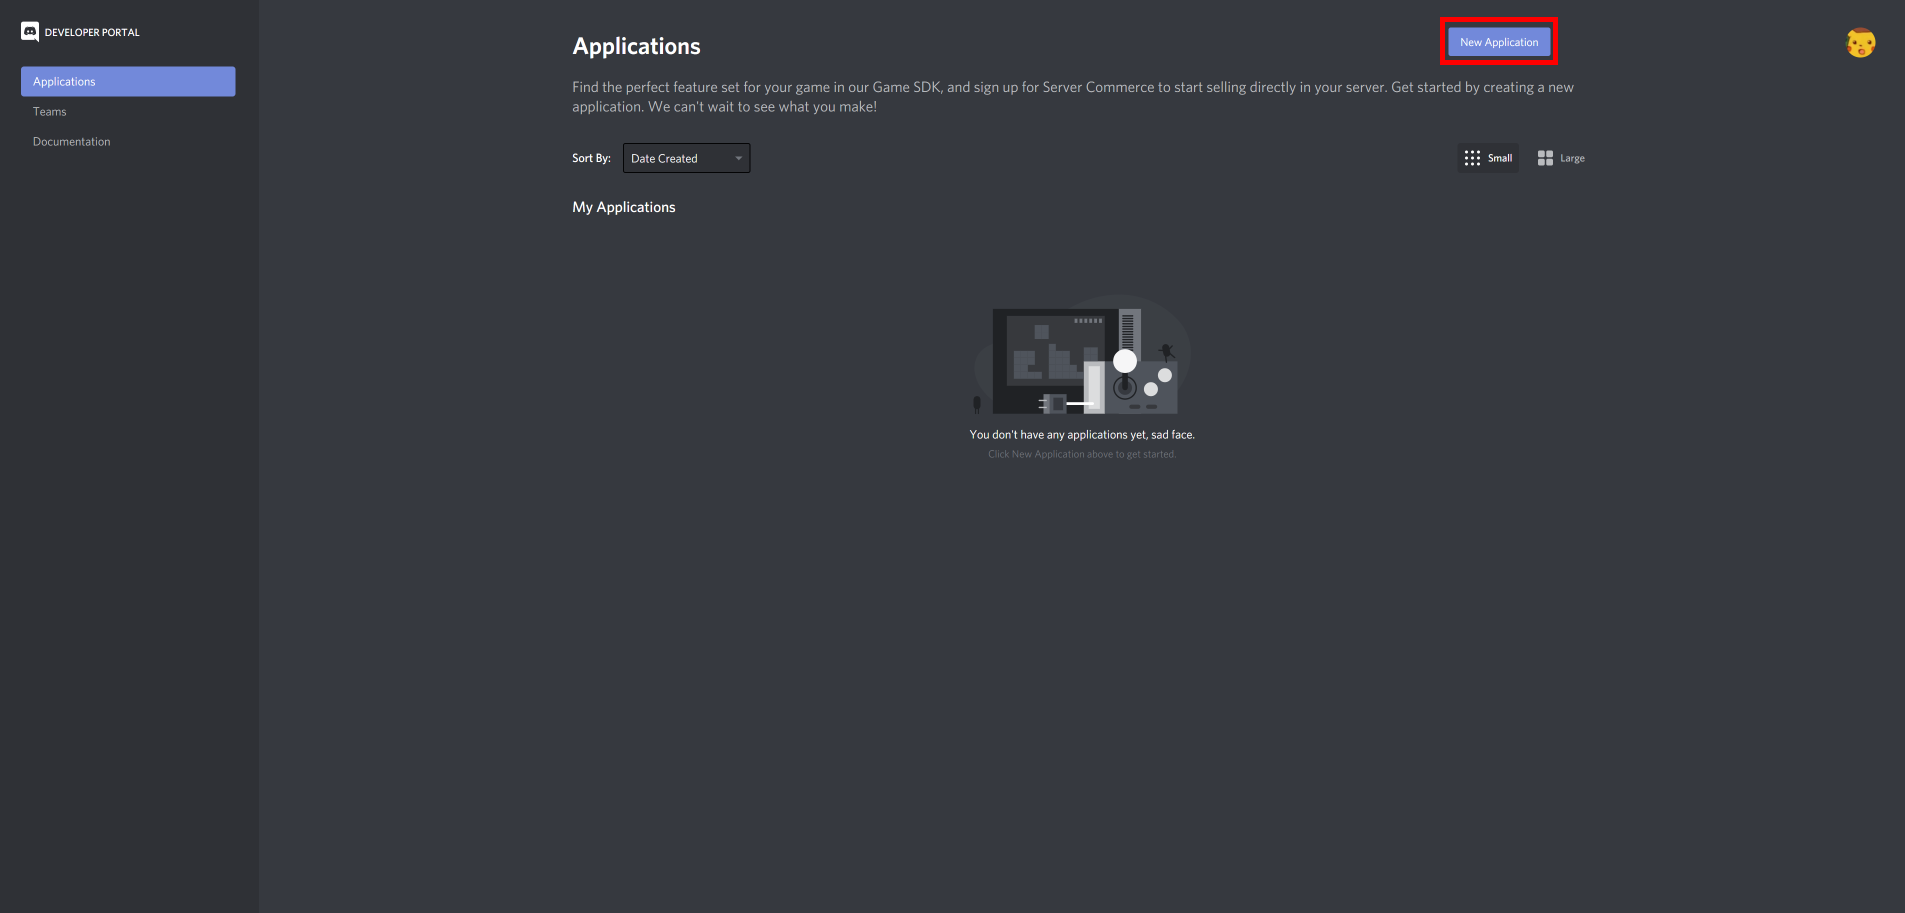 DEVELOPER PORTAL
Applications
Teams
Documentation
Applications
New Application
Find the perfect feature set for your game in our Game SDK, and sign up for Server Commerce to start selling directly in your server. Get started by creating a new
application. We can't wait to see what you make!
Sort By: Date Created
Small Large
My Applications
You don't have any applications yet, sad face.
Click New Application above to get started.